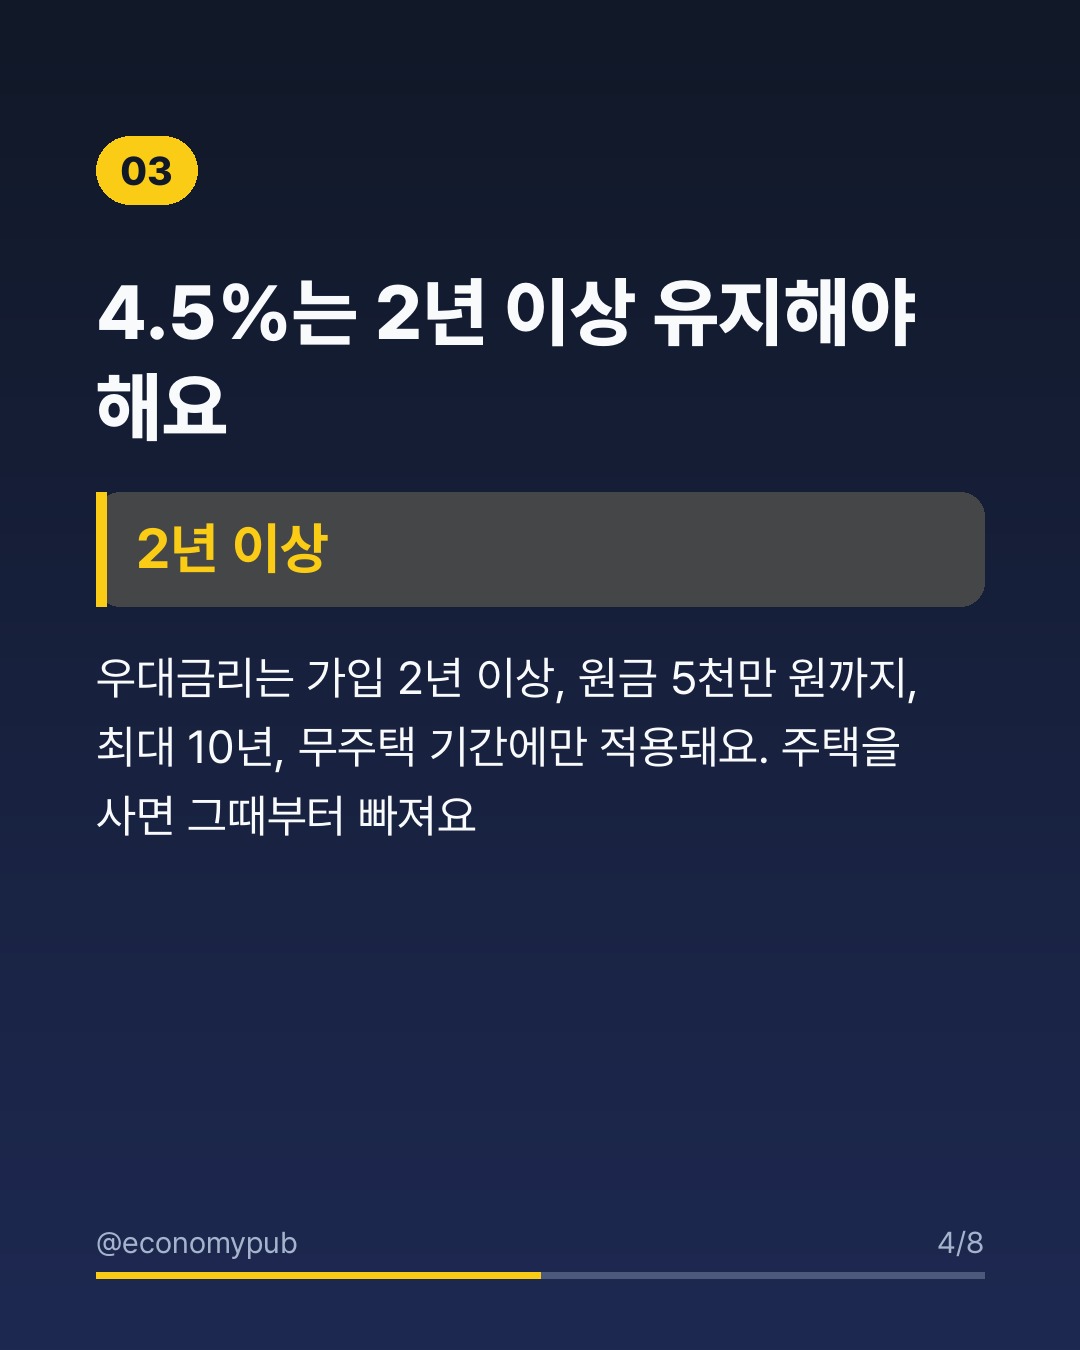 03
4.5%는 2년 이상 유지해야
해요
2년 이상
우대금리는 가입 2년 이상, 원금 5천만 원까지,
최대 10년, 무주택 기간에만 적용돼요. 주택을
사면 그때부터 빠져요
@economypub
4/8